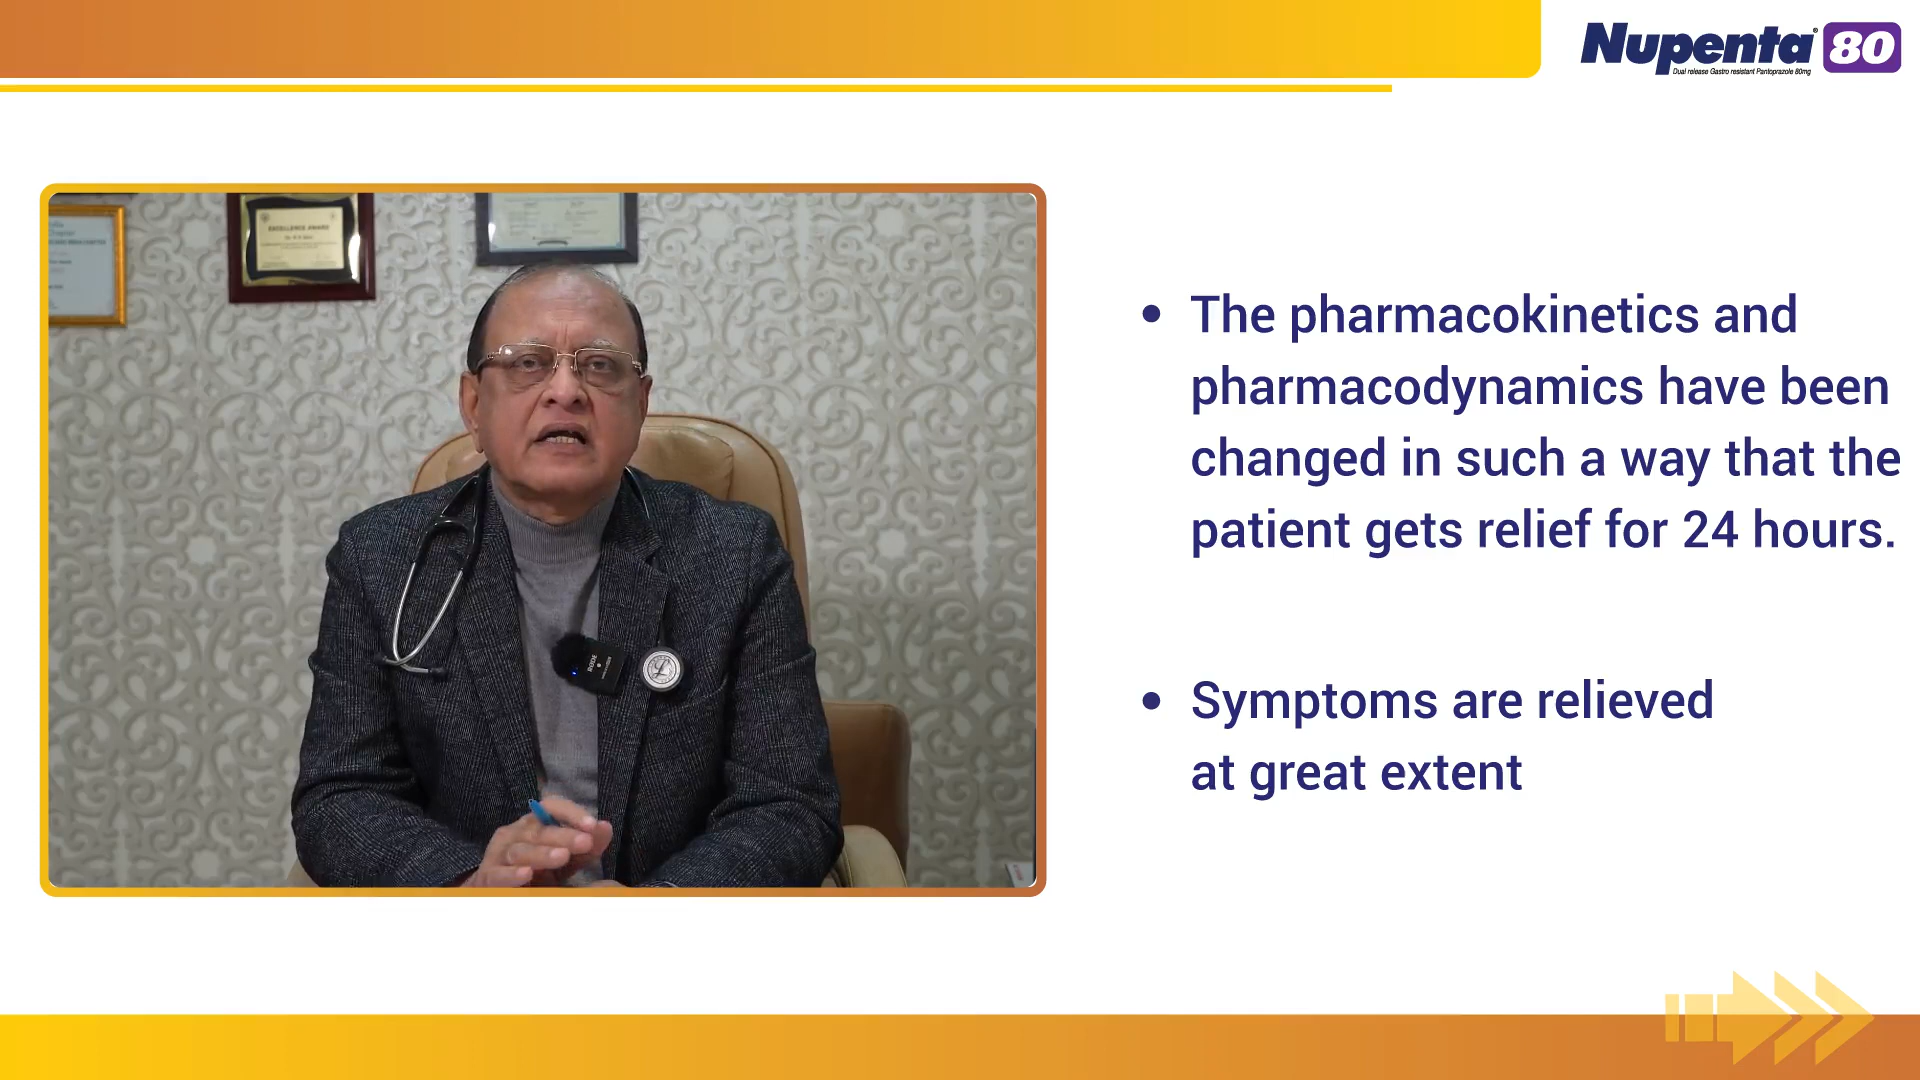 Nupenta® 80
Dual release Gastro resistant Pantoprazole 80mg
EXCELLENCE AWARD
• The pharmacokinetics and
pharmacodynamics have been
changed in such a way that the
patient gets relief for 24 hours.
• Symptoms are relieved
at great extent
RODE